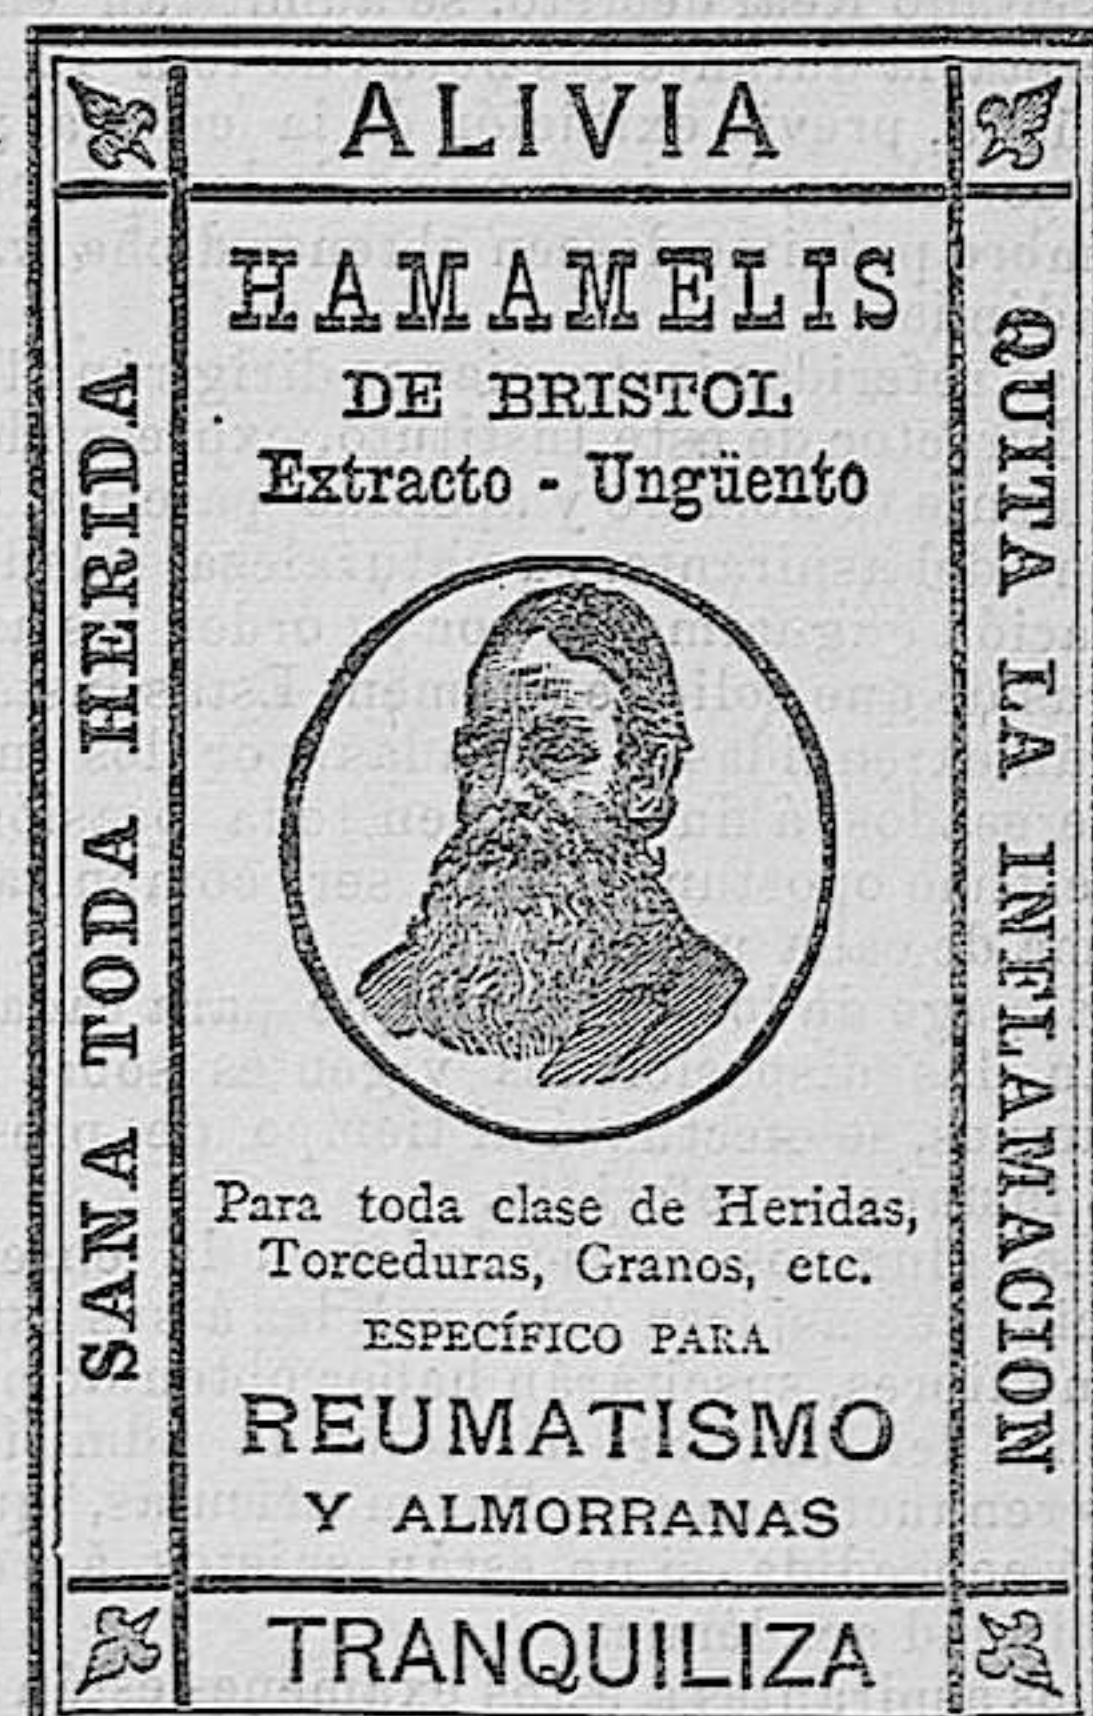 ALIVIA
SANA TODA HERIDA
HAMAMELIS
DE BRISTOL
Extracto - Ungüento
Para toda clase de Heridas,
Torceduras, Granos, etc.
ESPECÍFICO PARA
REUMATISMO
Y ALMORRANAS
QUITA LA INFLAMACION
TRANQUILIZA